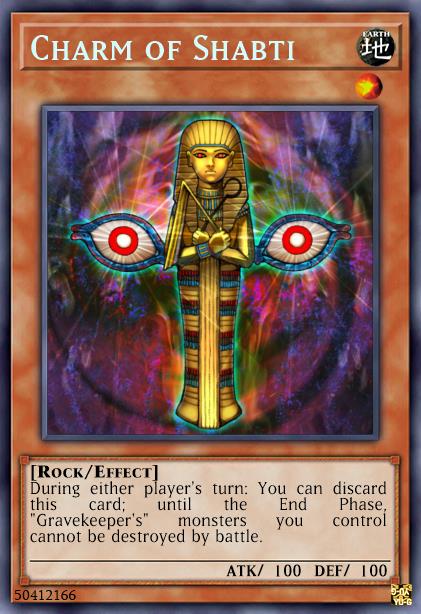 CHARM OF SHABTI
EARTH
地
[ROCK/EFFECT]
During either player's turn: You can discard
this card; until the End Phase,
"Gravekeeper's" monsters you control
cannot be destroyed by battle.
ATK/ 100 DEF/ 100
50412166